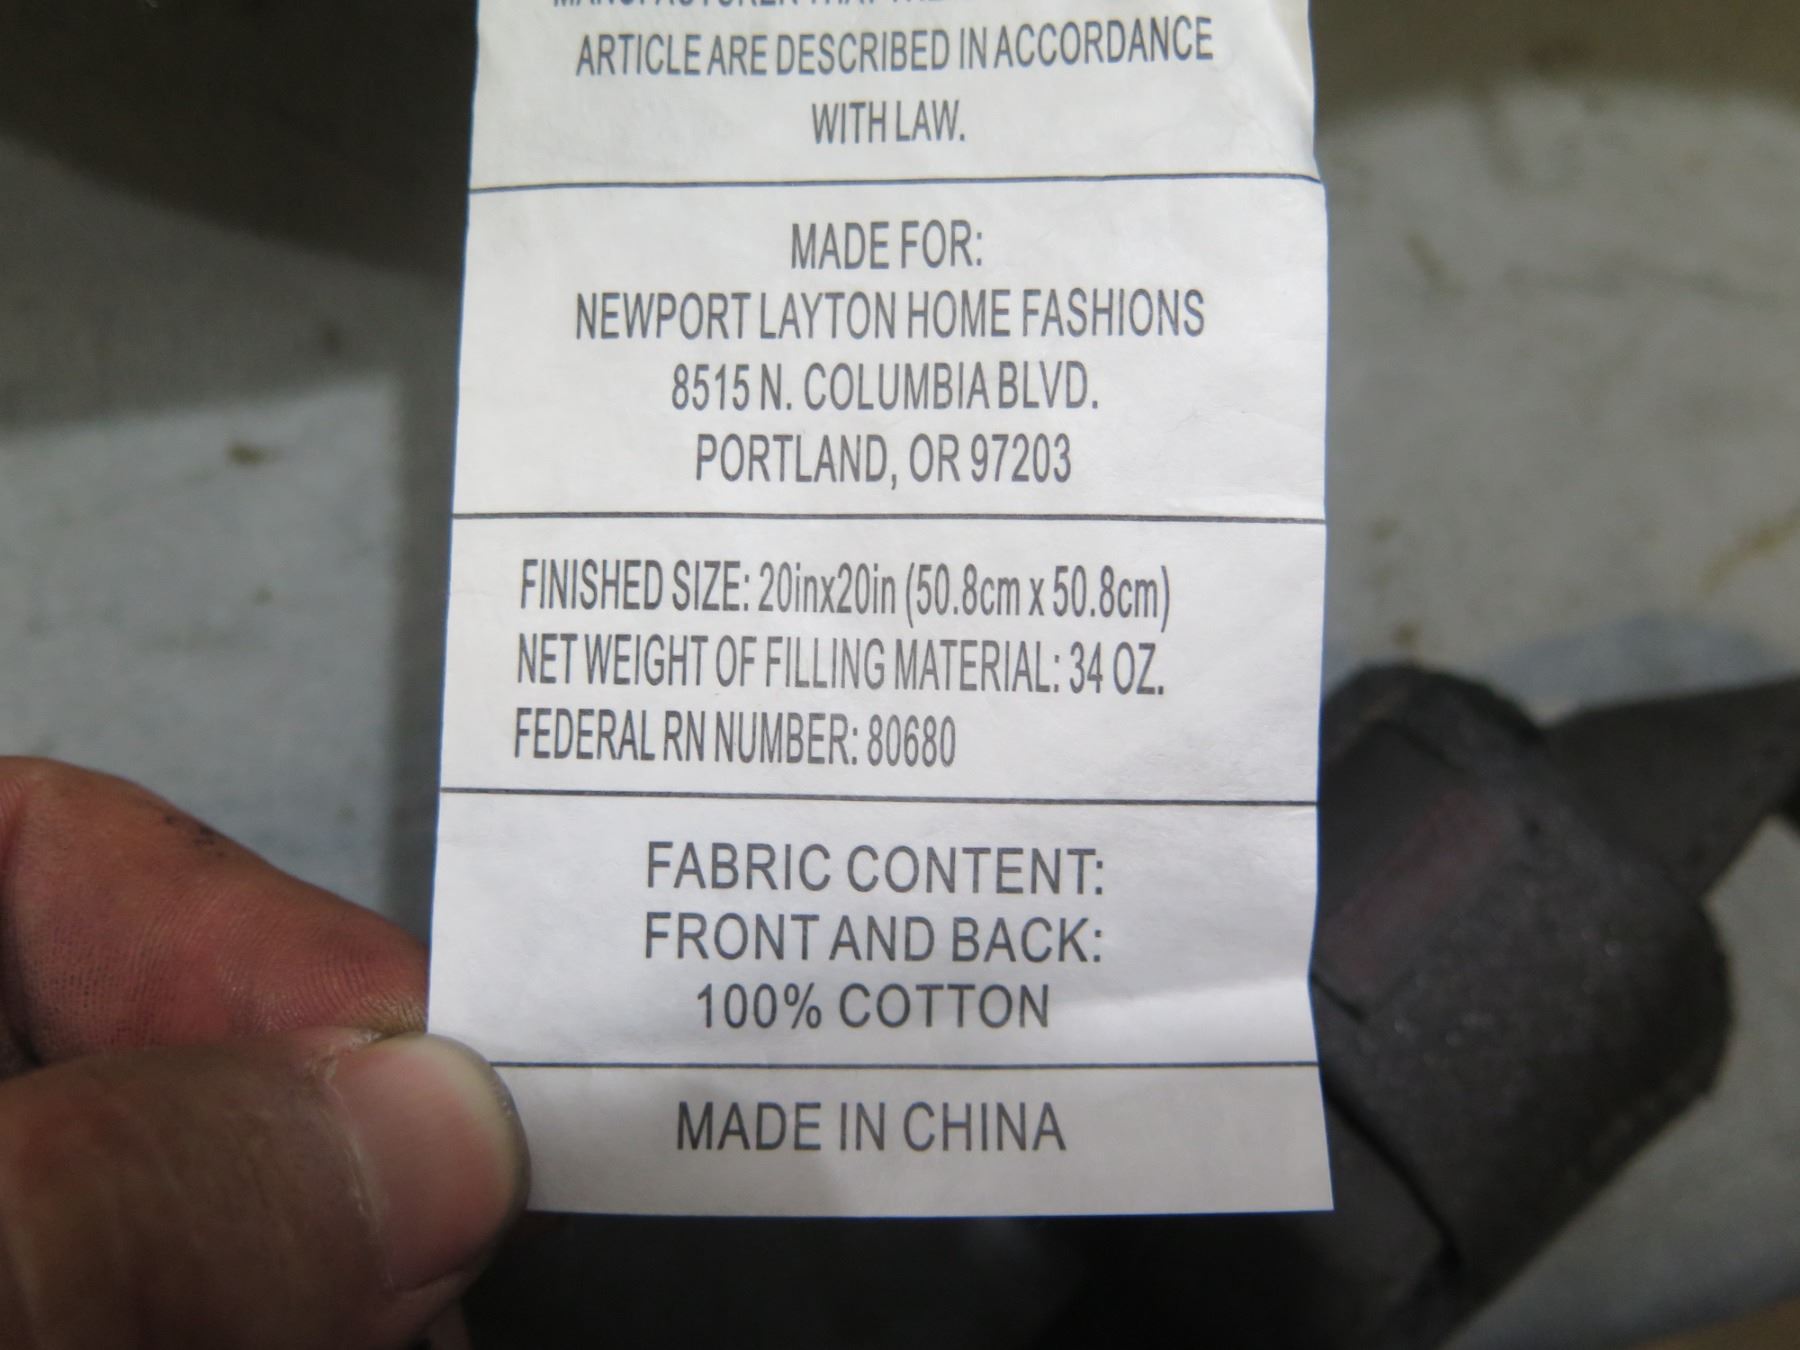 ARTICLE ARE DESCRIBED IN ACCORDANCE
WITH LAW.
MADE FOR:
NEWPORT LAYTON HOME FASHIONS
8515 N. COLUMBIA BLVD.
PORTLAND, OR 97203
FINISHED SIZE: 20inx20in (50.8cm x 50.8cm)
NET WEIGHT OF FILLING MATERIAL: 34 OZ.
FEDERAL RN NUMBER: 80680
FABRIC CONTENT:
FRONT AND BACK:
100% COTTON
MADE IN CHINA